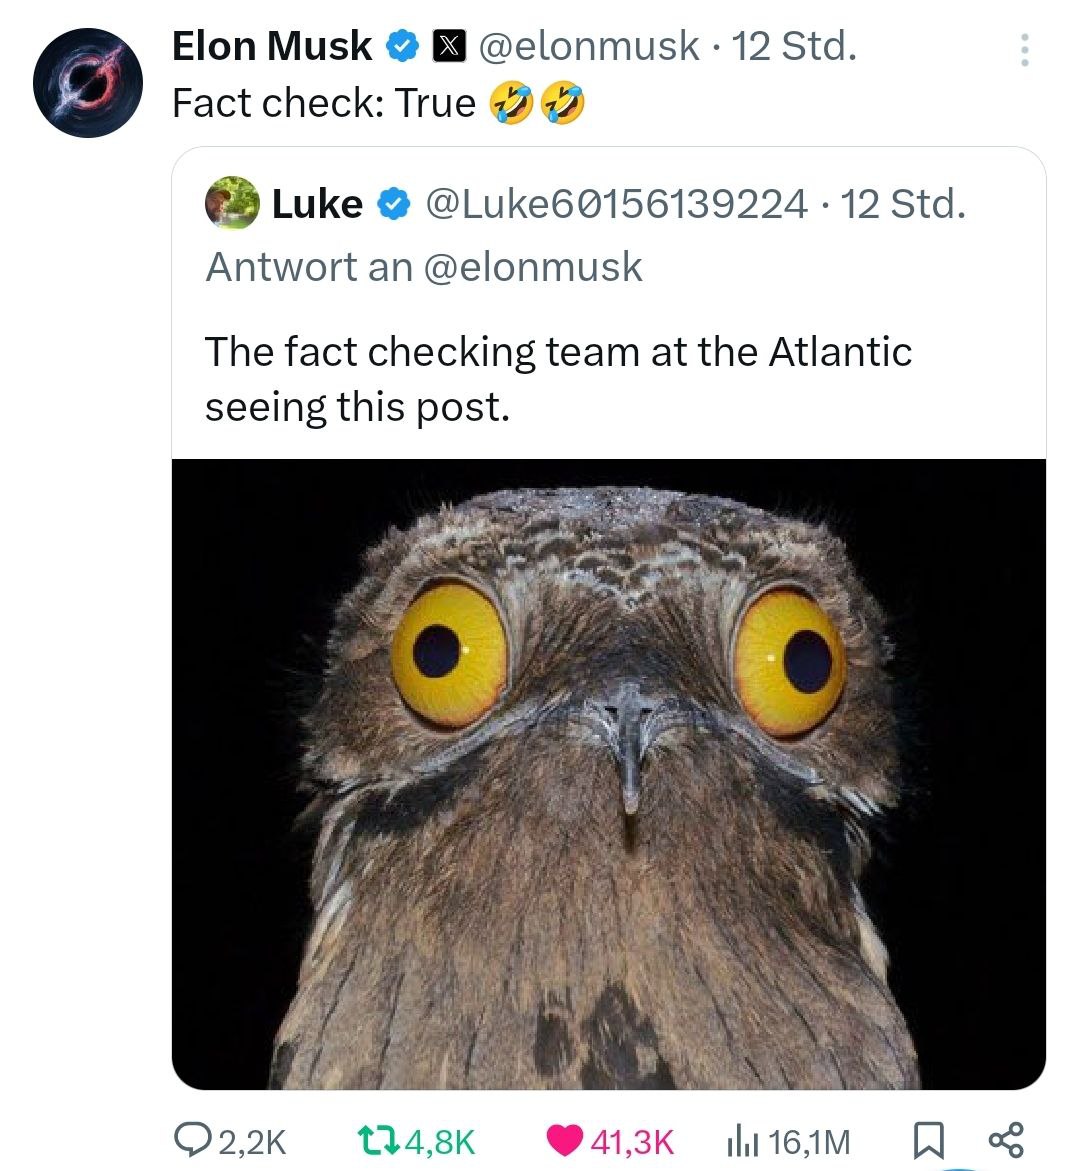 Elon Musk @elonmusk · 12 Std.
Fact check: True 🤣🤣
Luke @Luke60156139224 · 12 Std.
Antwort an @elonmusk
The fact checking team at the Atlantic
seeing this post.
2,2K 4,8K 41,3K 16,1M